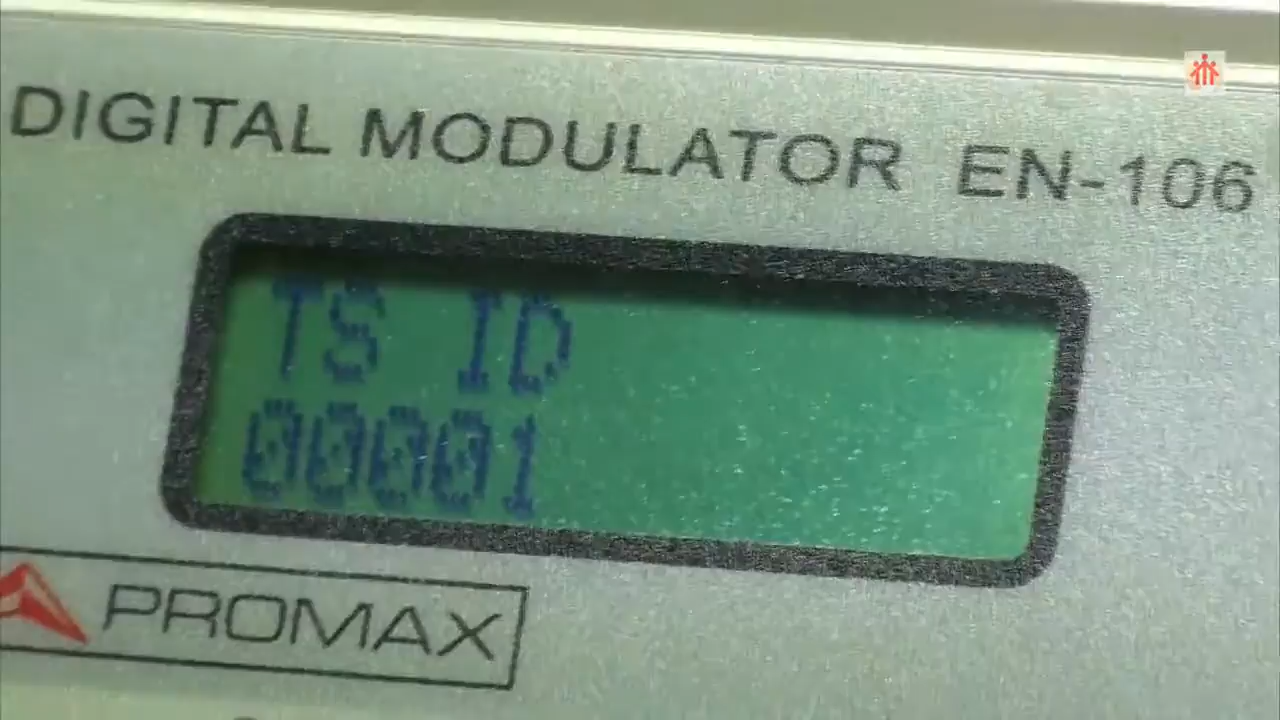 DIGITAL MODULATOR EN-106
TS ID
00001
PROMAX